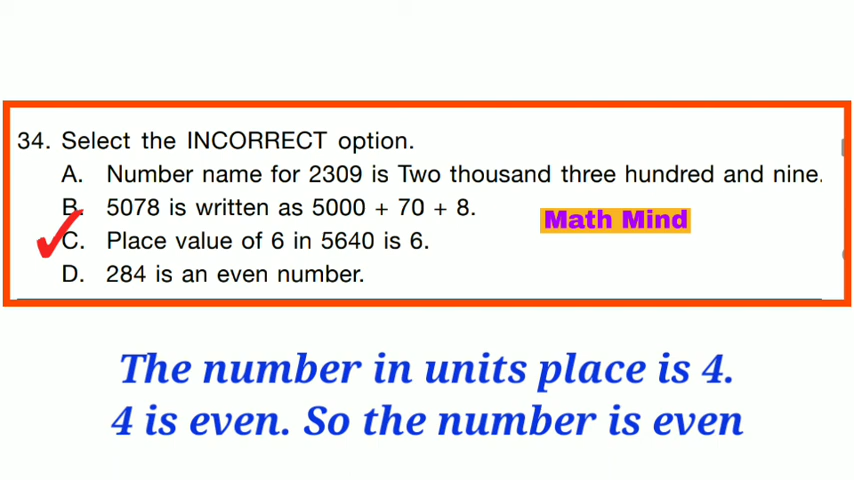 34. Select the INCORRECT option.
A. Number name for 2309 is Two thousand three hundred and nine.
B. 5078 is written as 5000 + 70 + 8.
Math Mind
C. Place value of 6 in 5640 is 6.
D. 284 is an even number.
The number in units place is 4.
4 is even. So the number is even